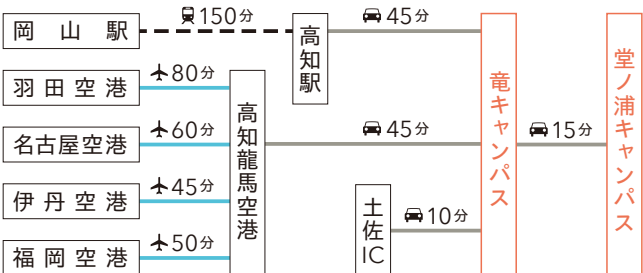 岡山駅
150分
高知駅
45分
羽田空港
80分
名古屋空港
60分
伊丹空港
45分
福岡空港
50分
高知龍馬空港
45分
土佐IC
10分
竜キャンパス
15分
堂ノ浦キャンパス